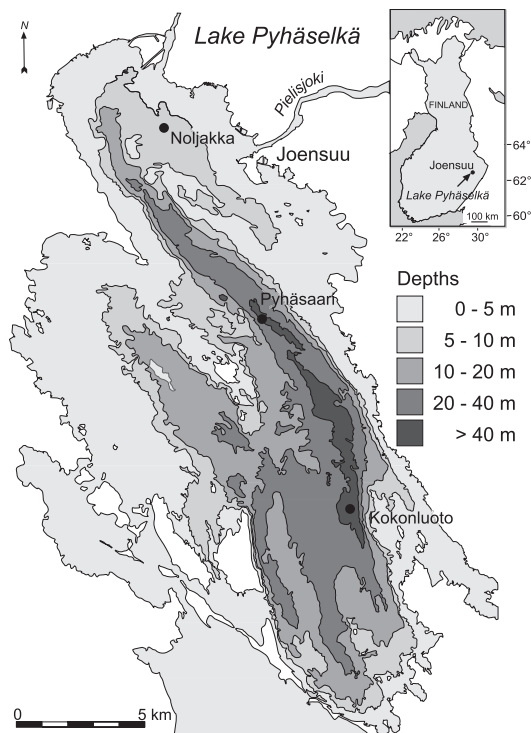 N
Lake Pyhäselkä
Pielisjoki
Noljakka
Joensuu
Pyhäsaari
Kokonluoto
FINLAND
Joensuu
Lake Pyhäselkä
100 km
64°
62°
60°
22° 26° 30°
Depths
0 - 5 m
5 - 10 m
10 - 20 m
20 - 40 m
> 40 m
0 5 km